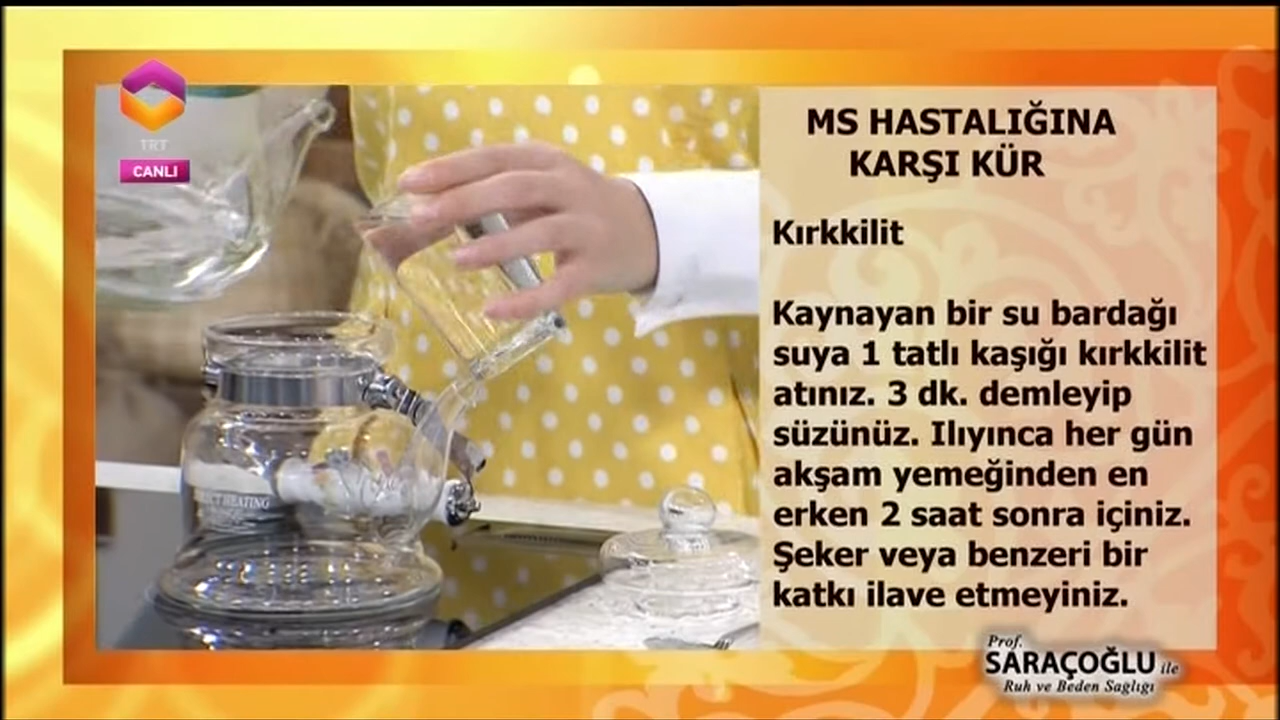 TRT
CANLI
MS HASTALIĞINA
KARŞI KÜR
Kırkkilit
Kaynayan bir su bardağı
suya 1 tatlı kaşığı kırkkilit
atınız. 3 dk. demleyip
süzünüz. Ilıyınca her gün
akşam yemeğinden en
erken 2 saat sonra içiniz.
Şeker veya benzeri bir
katkı ilave etmeyiniz.
HEATING
Prof.
SARAÇOĞLU ile
Ruh ve Beden Sağlığı